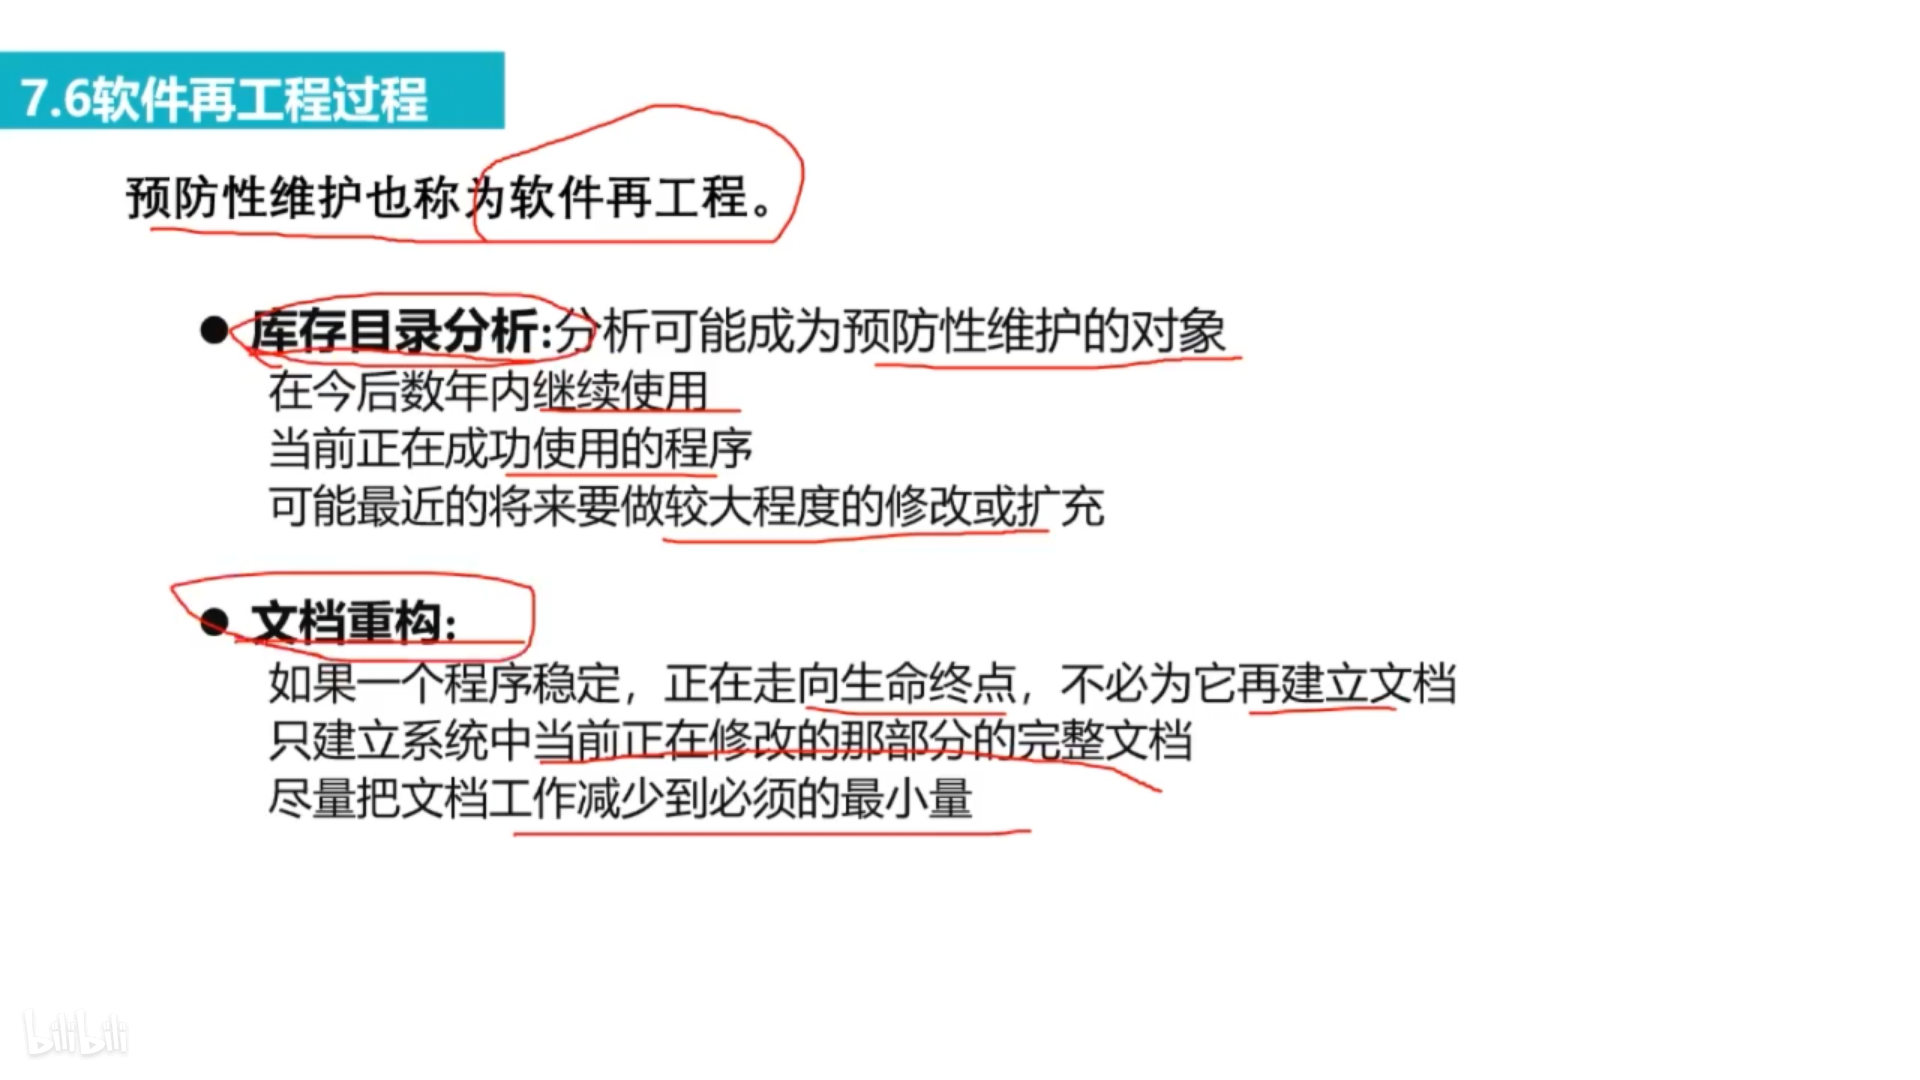 7.6软件再工程过程
预防性维护也称为软件再工程。
● 库存目录分析:分析可能成为预防性维护的对象
在今后数年内继续使用
当前正在成功使用的程序
可能最近的将来要做较大程度的修改或扩充
● 文档重构:
如果一个程序稳定，正在走向生命终点，不必为它再建立文档
只建立系统中当前正在修改的那部分的完整文档
尽量把文档工作减少到必须的最小量
bilibili